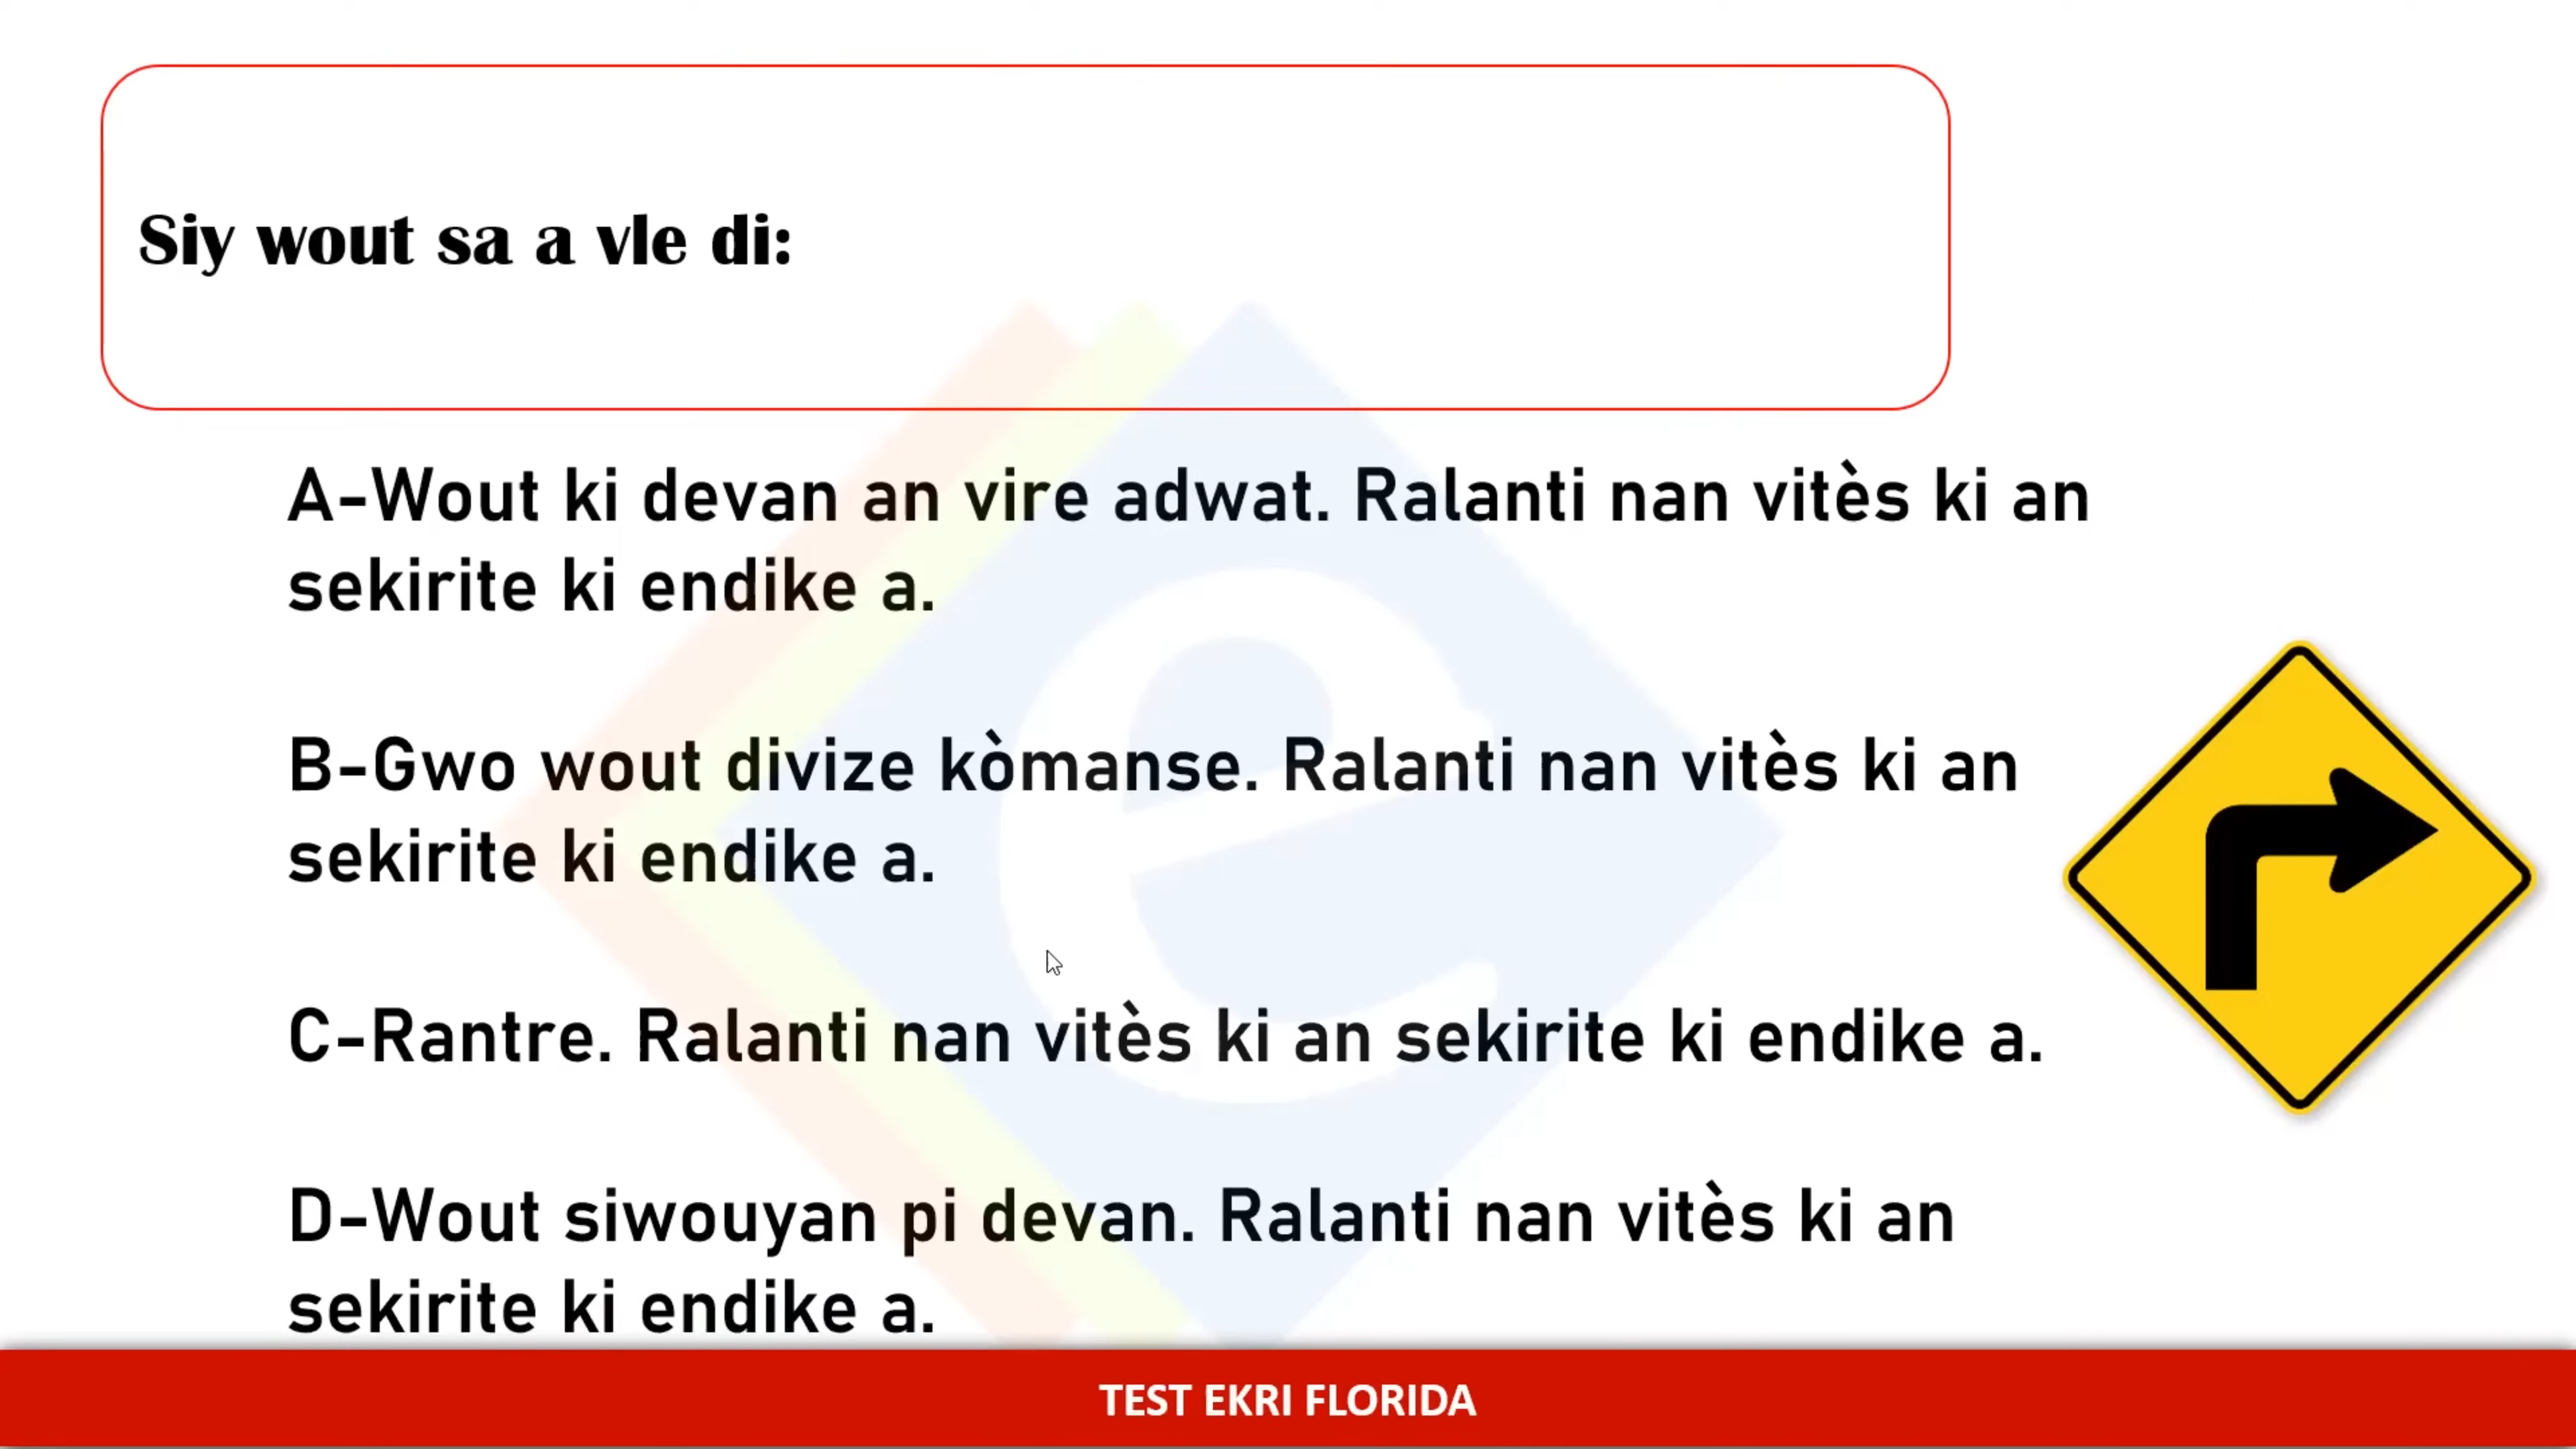 Siy wout sa a vle di:
A-Wout ki devan an vire adwat. Ralanti nan vitès ki an
sekirite ki endike a.
B-Gwo wout divize kòmanse. Ralanti nan vitès ki an
sekirite ki endike a.
C-Rantre. Ralanti nan vitès ki an sekirite ki endike a.
D-Wout siwouyan pi devan. Ralanti nan vitès ki an
sekirite ki endike a.
TEST EKRI FLORIDA